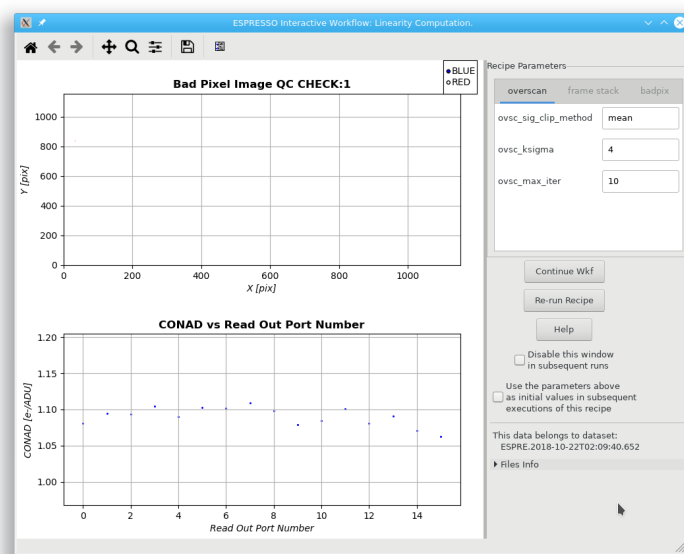 ESPRESSO Interactive Workflow: Linearity Computation.
Recipe Parameters
BLUE
RED
Bad Pixel Image QC CHECK:1
1000
800
600
400
200
0
Y [pix]
0 200 400 600 800 1000
X [pix]
CONAD vs Read Out Port Number
1.20
1.15
1.10
1.05
1.00
CONAD [e-/ADU]
0 2 4 6 8 10 12 14
Read Out Port Number
overscan frame stack badpix
ovsc_sig_clip_method mean
ovsc_ksigma 4
ovsc_max_iter 10
Continue Wkf
Re-run Recipe
Help
Disable this window
in subsequent runs
Use the parameters above
as initial values in subsequent
executions of this recipe
This data belongs to dataset:
ESPRE.2018-10-22T02:09:40.652
Files Info